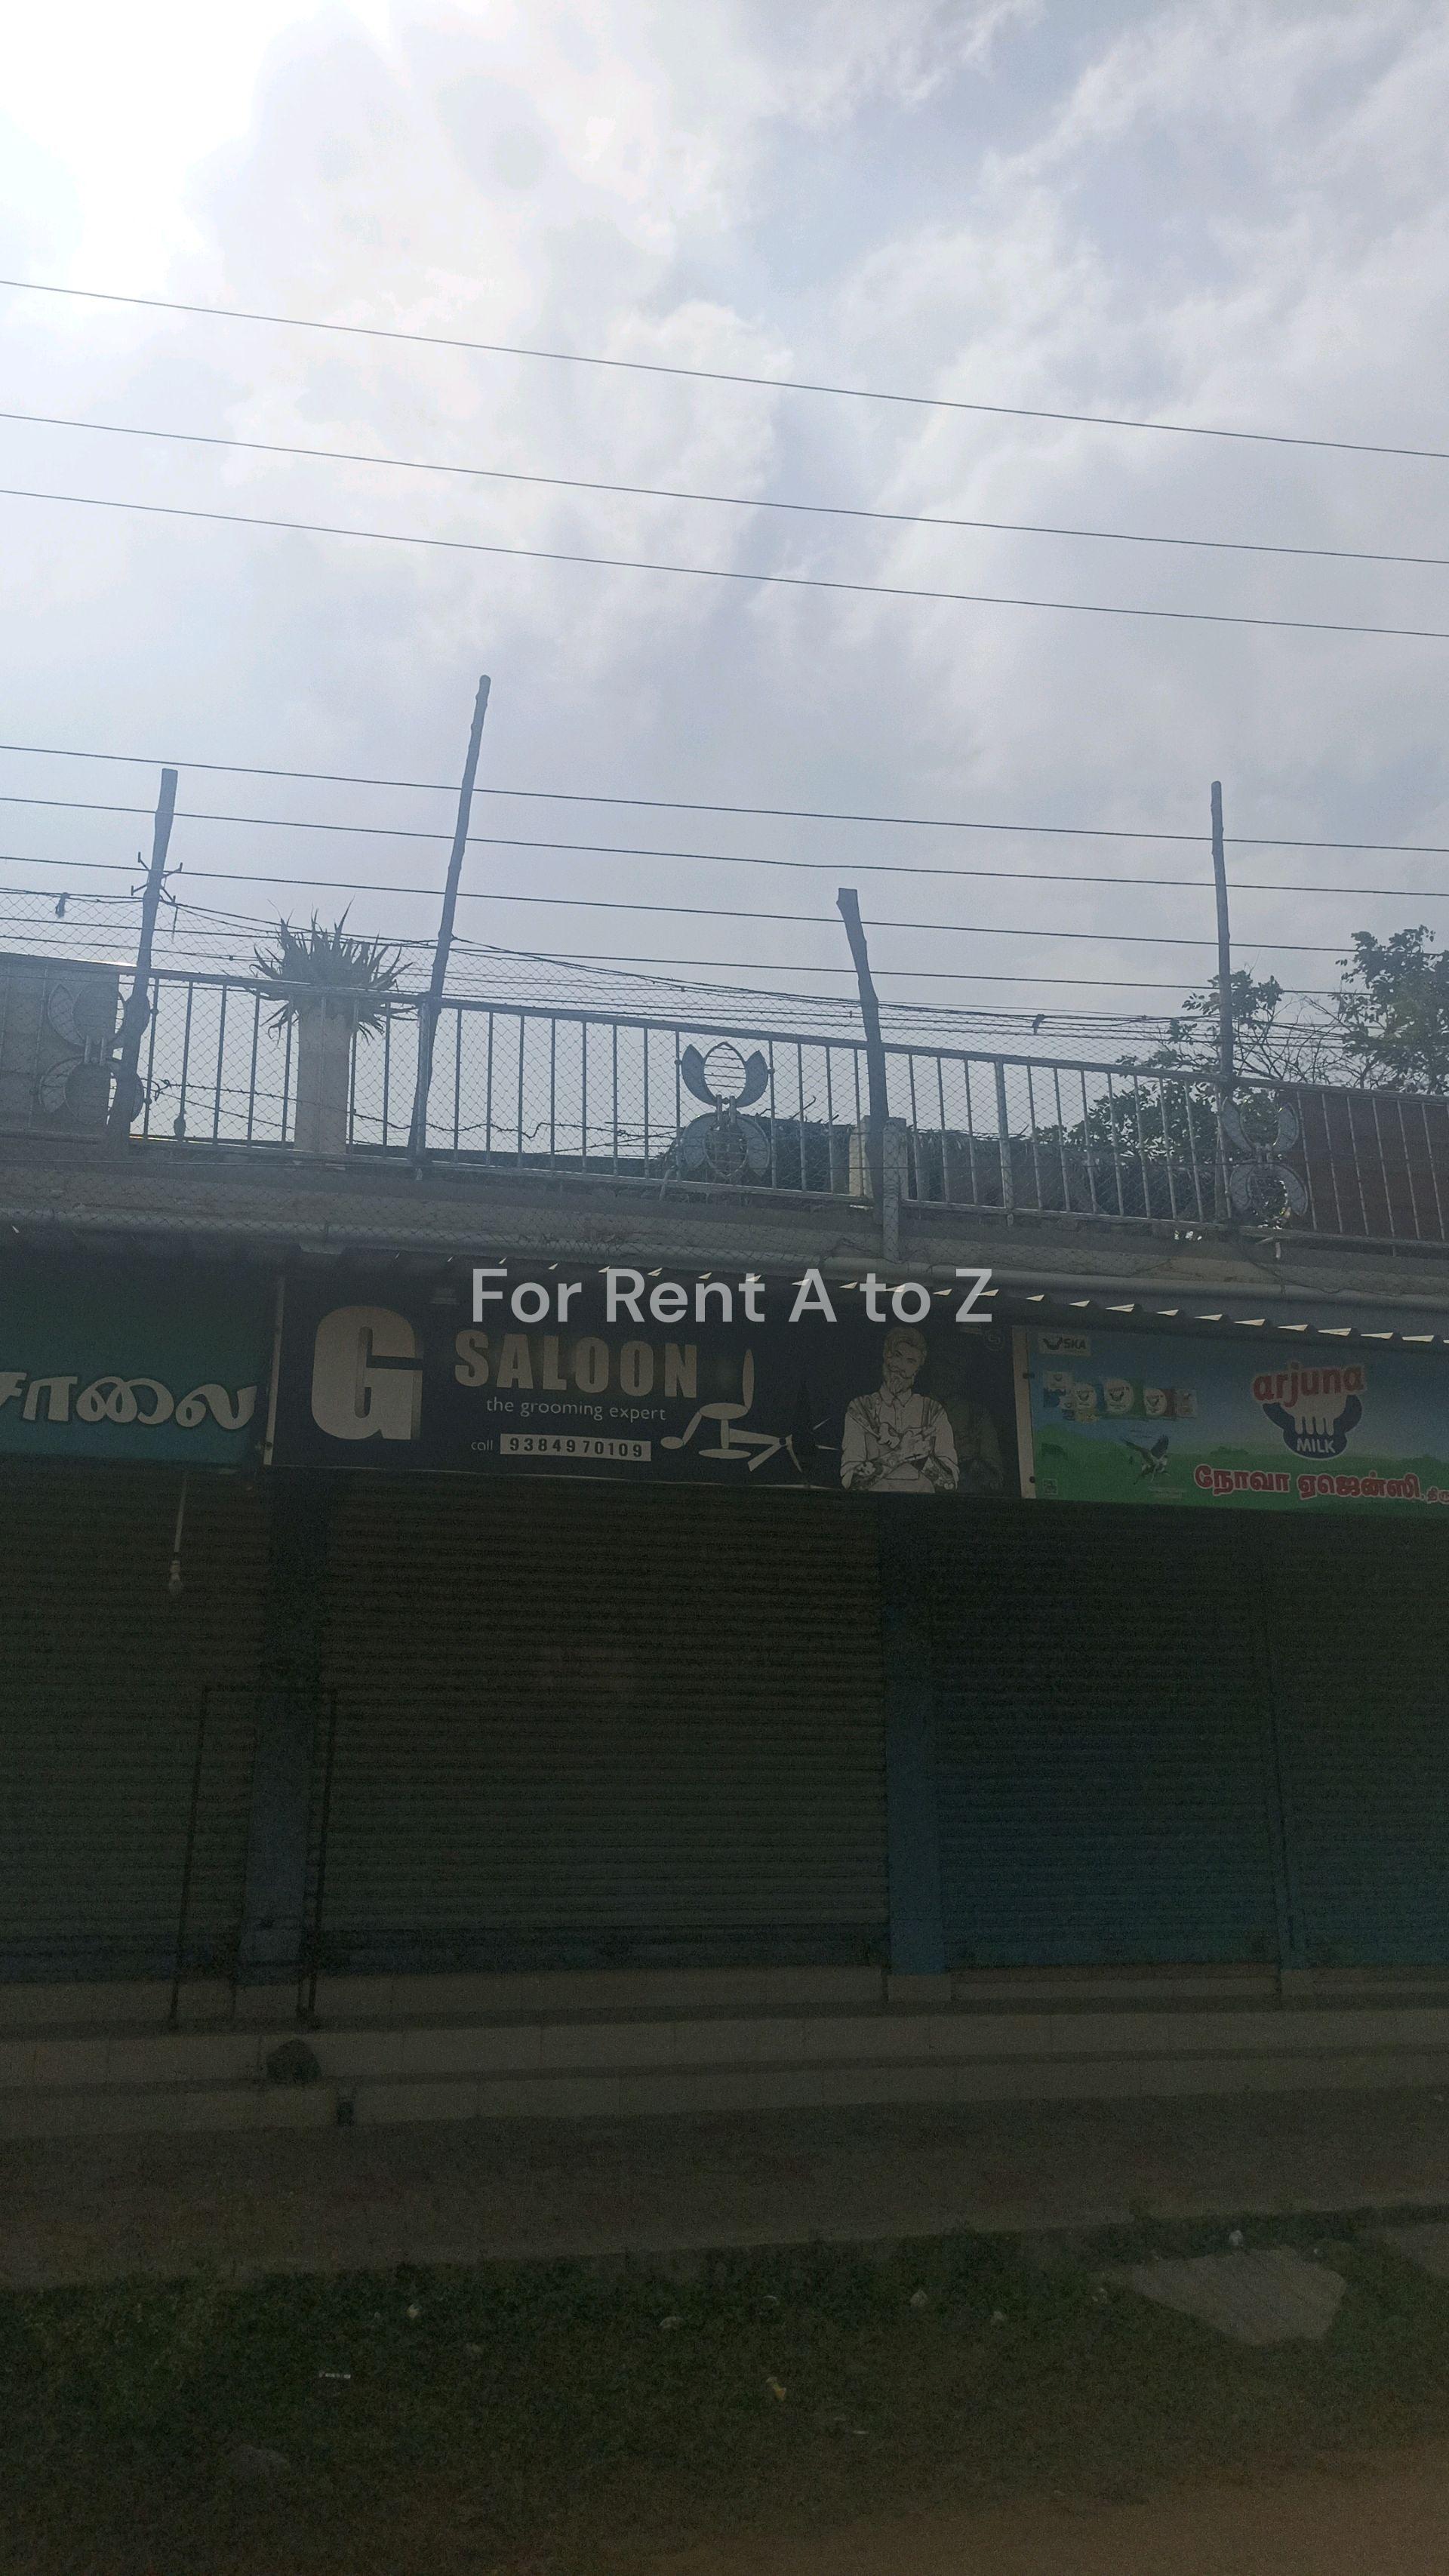 For Rent A to Z
சாலை
G SALOON
the grooming expert
call 9384970109
SKA
arjuna
MILK
நோவா ஏஜென்ஸி